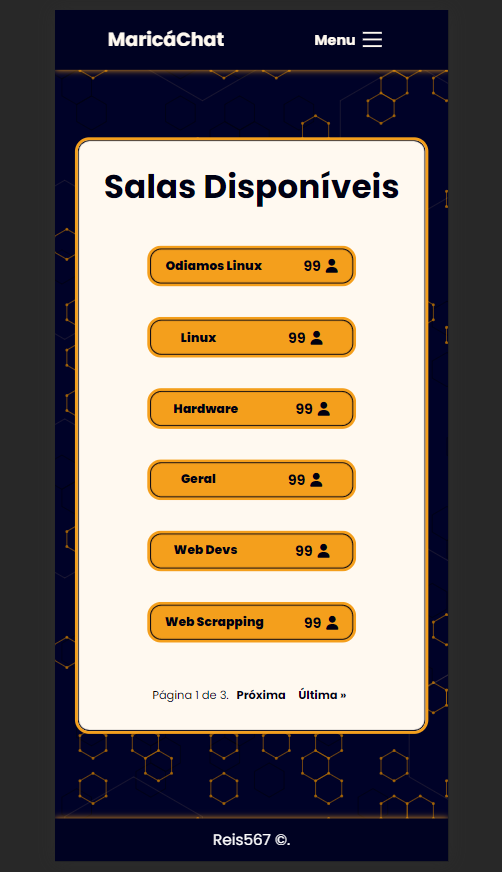 MaricáChat Menu
Salas Disponíveis
Odiamos Linux 99
Linux 99
Hardware 99
Geral 99
Web Devs 99
Web Scrapping 99
Página 1 de 3. Próxima Última »
Reis567 ©.